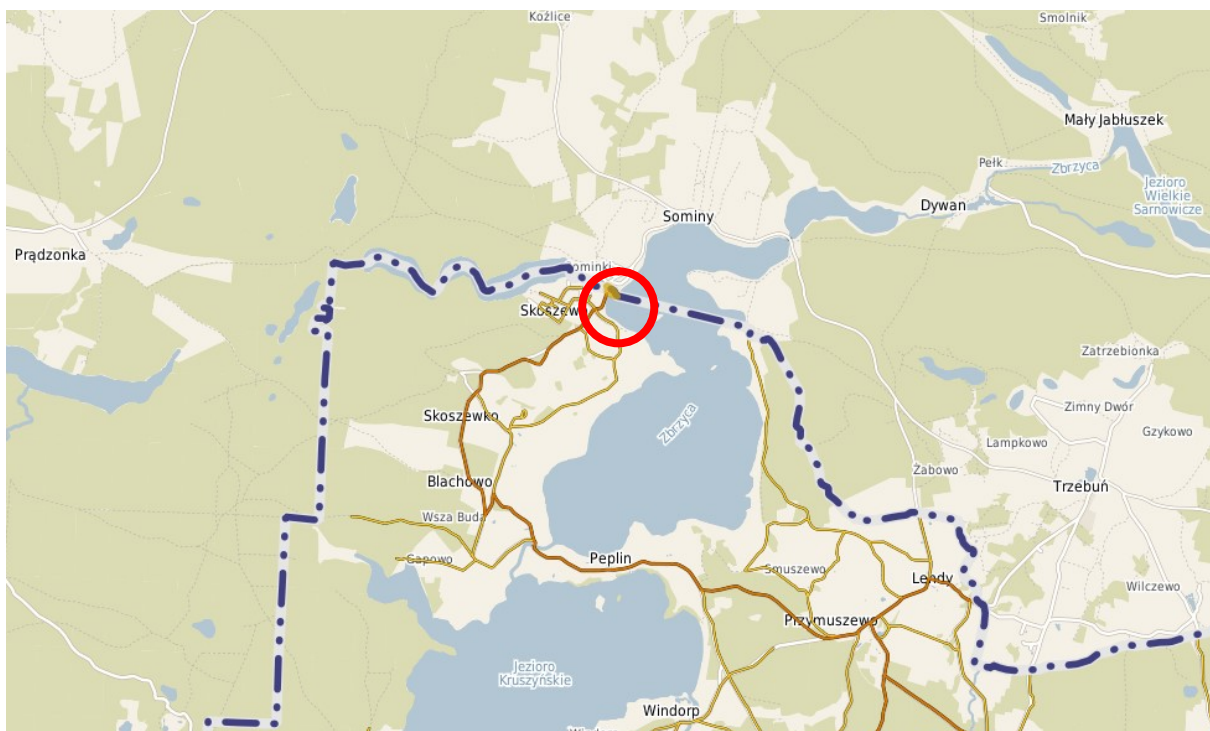 Koźlice
Smolnik
Mały Jabłuszek
Pełk
Zbrzyca
Jezioro
Wielkie
Sarnowicze
Dywan
Sominy
Prądzonka
Skoszewo
Zatrzebionka
Zimny Dwór
Skoszewko
Zbrzyca
Gzykowo
Lampkowo
Żabowo
Blachowo
Trzebuń
Wsza Buda
Peplin
Gapowo
Smuszewo
Lendy
Wilczewo
Przymuszewo
Jezioro
Kruszyńskie
Windorp